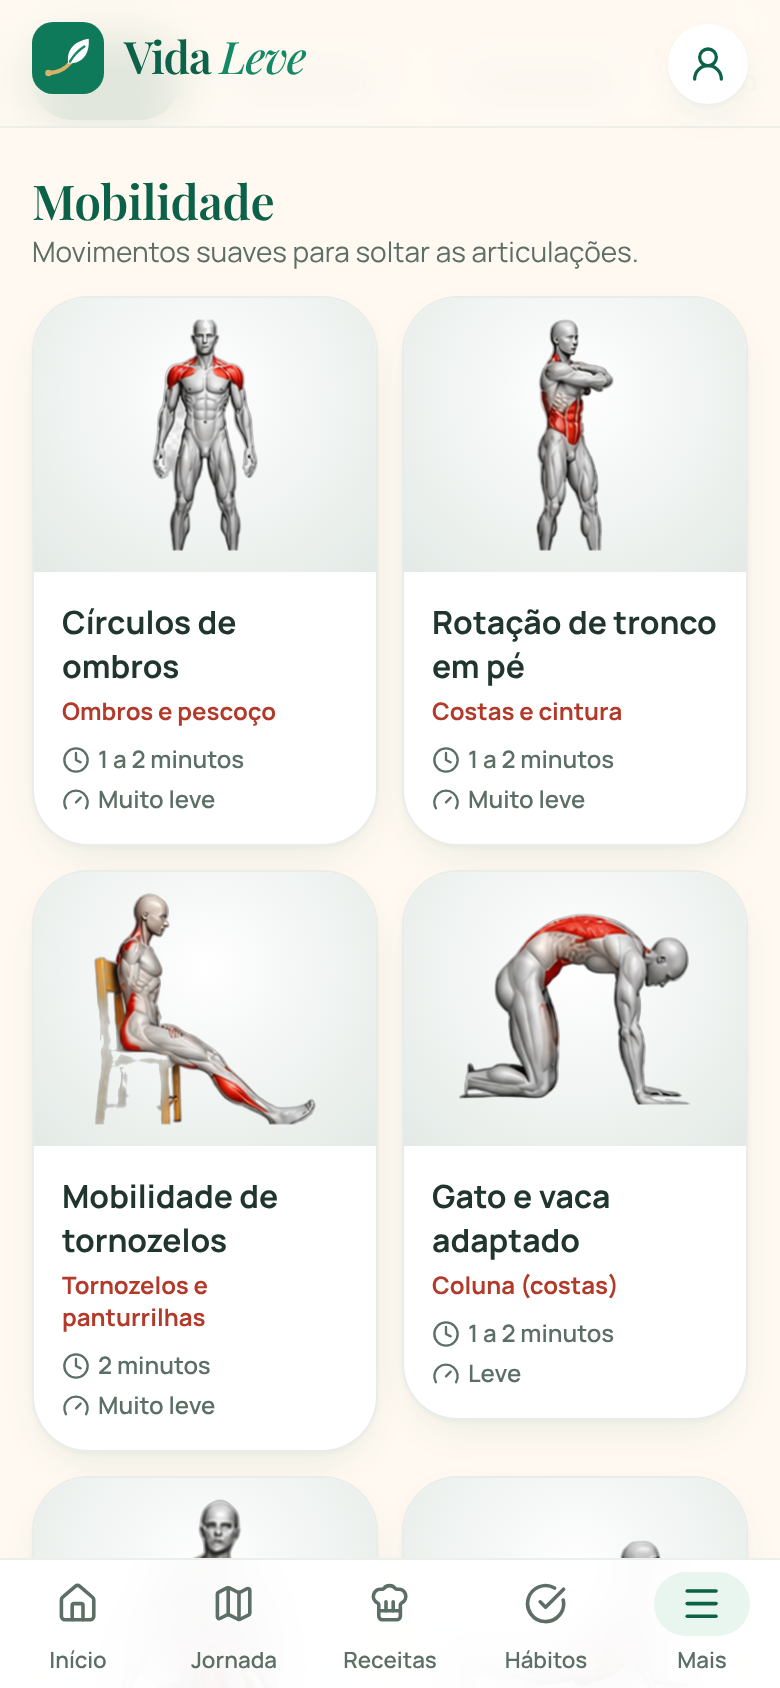 Vida Leve
Mobilidade
Movimentos suaves para soltar as articulações.
Círculos de
ombros
Ombros e pescoço
1 a 2 minutos
Muito leve
Rotação de tronco
em pé
Costas e cintura
1 a 2 minutos
Muito leve
Mobilidade de
tornozelos
Tornozelos e
panturrilhas
2 minutos
Muito leve
Gato e vaca
adaptado
Coluna (costas)
1 a 2 minutos
Leve
Início
Jornada
Receitas
Hábitos
Mais